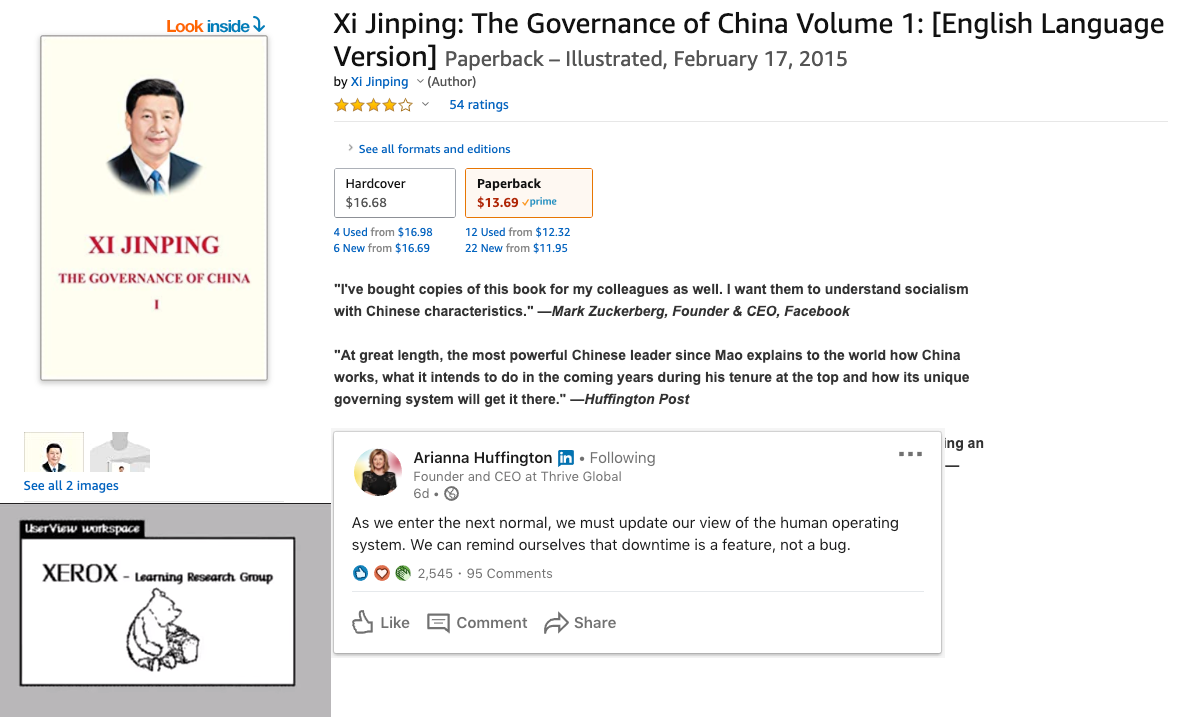 Look inside
XI JINPING
THE GOVERNANCE OF CHINA
I
See all 2 images
Xi Jinping: The Governance of China Volume 1: [English Language
Version] Paperback – Illustrated, February 17, 2015
by Xi Jinping (Author)
54 ratings
See all formats and editions
Hardcover
$16.68
Paperback
$13.69 prime
4 Used from $16.98
6 New from $16.69
12 Used from $12.32
22 New from $11.95
"I've bought copies of this book for my colleagues as well. I want them to understand socialism
with Chinese characteristics." —Mark Zuckerberg, Founder & CEO, Facebook
"At great length, the most powerful Chinese leader since Mao explains to the world how China
works, what it intends to do in the coming years during his tenure at the top and how its unique
governing system will get it there." —Huffington Post
ing an
—
Arianna Huffington in • Following
Founder and CEO at Thrive Global
6d •
As we enter the next normal, we must update our view of the human operating
system. We can remind ourselves that downtime is a feature, not a bug.
2,545 · 95 Comments
Like Comment Share
UserView workspace
XEROX - Learning Research Group